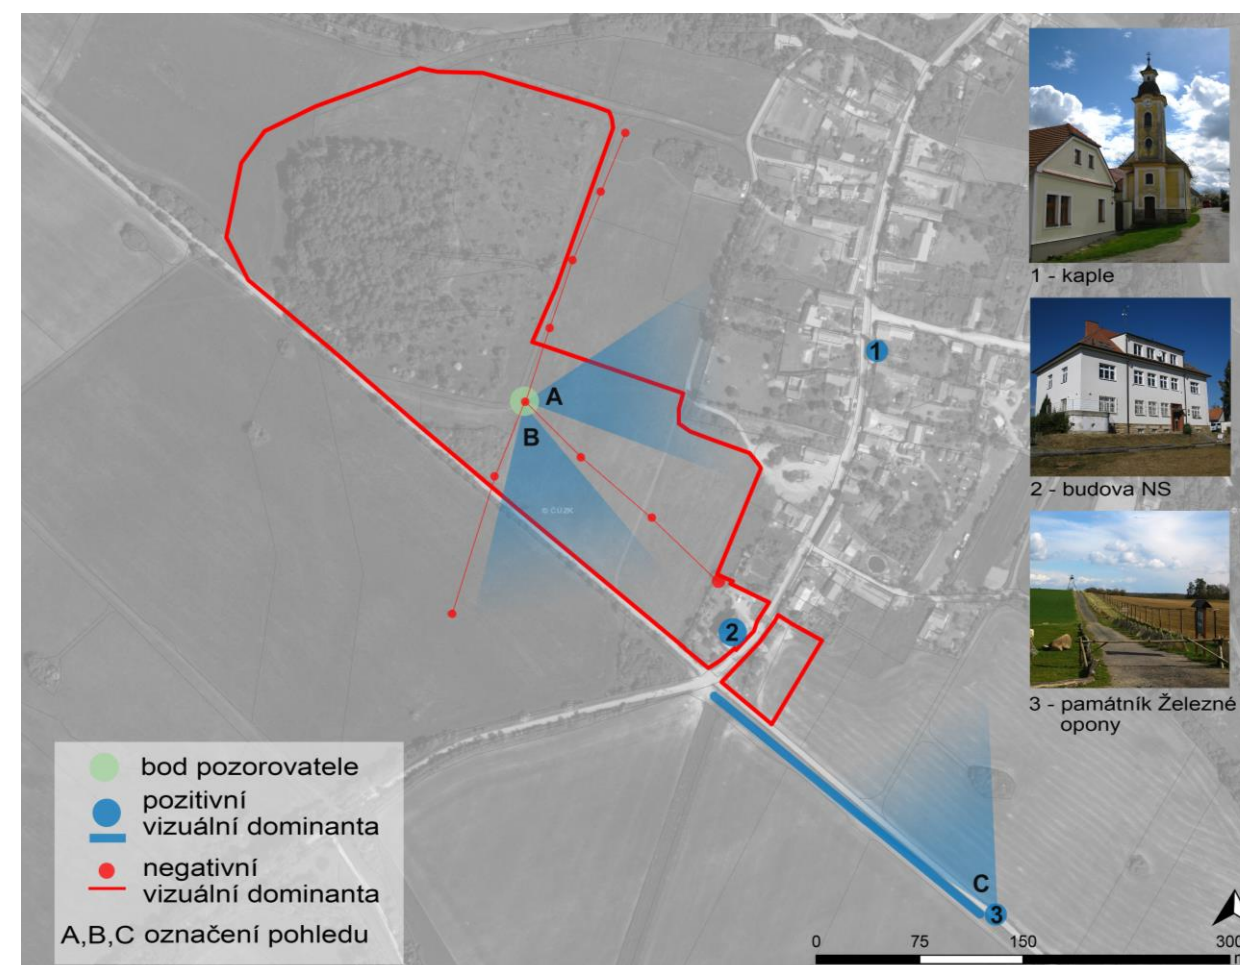 1 - kaple
1
A
B
2 - budova NS
© ČÚZK
2
3 - památník Železné
opony
bod pozorovatele
pozitivní
vizuální dominanta
negativní
vizuální dominanta
A,B,C označení pohledu
C
3
0 75 150 300